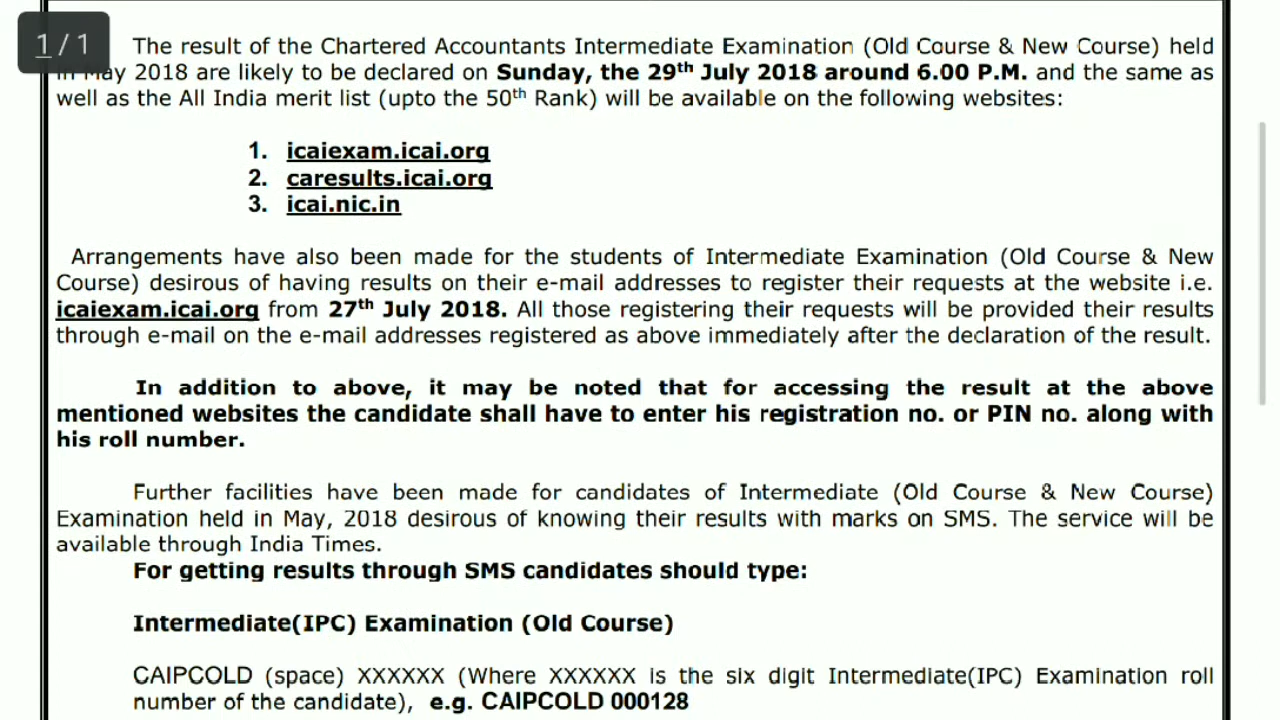 1 / 1
The result of the Chartered Accountants Intermediate Examination (Old Course & New Course) held
in May 2018 are likely to be declared on Sunday, the 29th July 2018 around 6.00 P.M. and the same as
well as the All India merit list (upto the 50th Rank) will be available on the following websites:
1. icaiexam.icai.org
2. caresults.icai.org
3. icai.nic.in
Arrangements have also been made for the students of Intermediate Examination (Old Course & New
Course) desirous of having results on their e-mail addresses to register their requests at the website i.e.
icaiexam.icai.org from 27th July 2018. All those registering their requests will be provided their results
through e-mail on the e-mail addresses registered as above immediately after the declaration of the result.
In addition to above, it may be noted that for accessing the result at the above
mentioned websites the candidate shall have to enter his registration no. or PIN no. along with
his roll number.
Further facilities have been made for candidates of Intermediate (Old Course & New Course)
Examination held in May, 2018 desirous of knowing their results with marks on SMS. The service will be
available through India Times.
For getting results through SMS candidates should type:
Intermediate(IPC) Examination (Old Course)
CAIPCOLD (space) XXXXXX (Where XXXXXX is the six digit Intermediate(IPC) Examination roll
number of the candidate), e.g. CAIPCOLD 000128